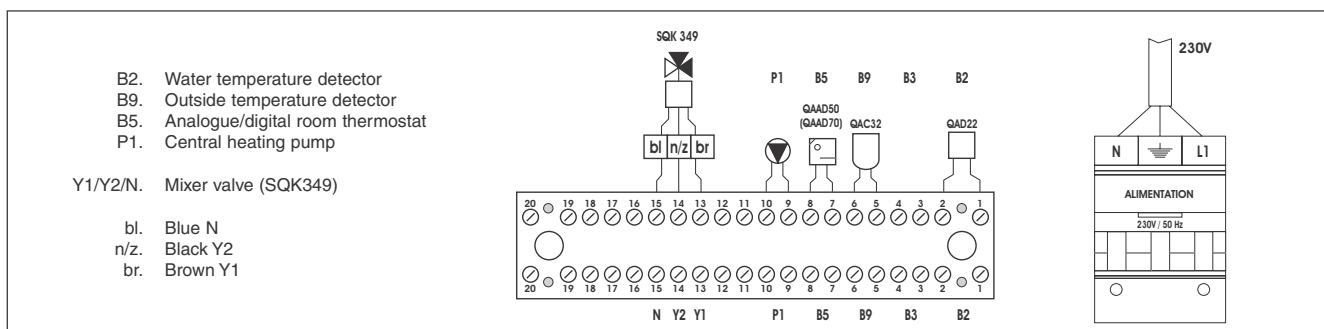 B2. Water temperature detector
B9. Outside temperature detector
B5. Analogue/digital room thermostat
P1. Central heating pump
Y1/Y2/N. Mixer valve (SQK349)
bl. Blue N
n/z. Black Y2
br. Brown Y1
SQK 349
P1 B5 B9 B3 B2
QAAD50
(QAAD70) QAC32 QAD22
bl n/z br
20 19 18 17 16 15 14 13 12 11 10 9 8 7 6 5 4 3 2 1
20 19 18 17 16 15 14 13 12 11 10 9 8 7 6 5 4 3 2 1
N Y2 Y1 P1 B5 B9 B3 B2
230V
N L1
ALIMENTATION
230V / 50 Hz